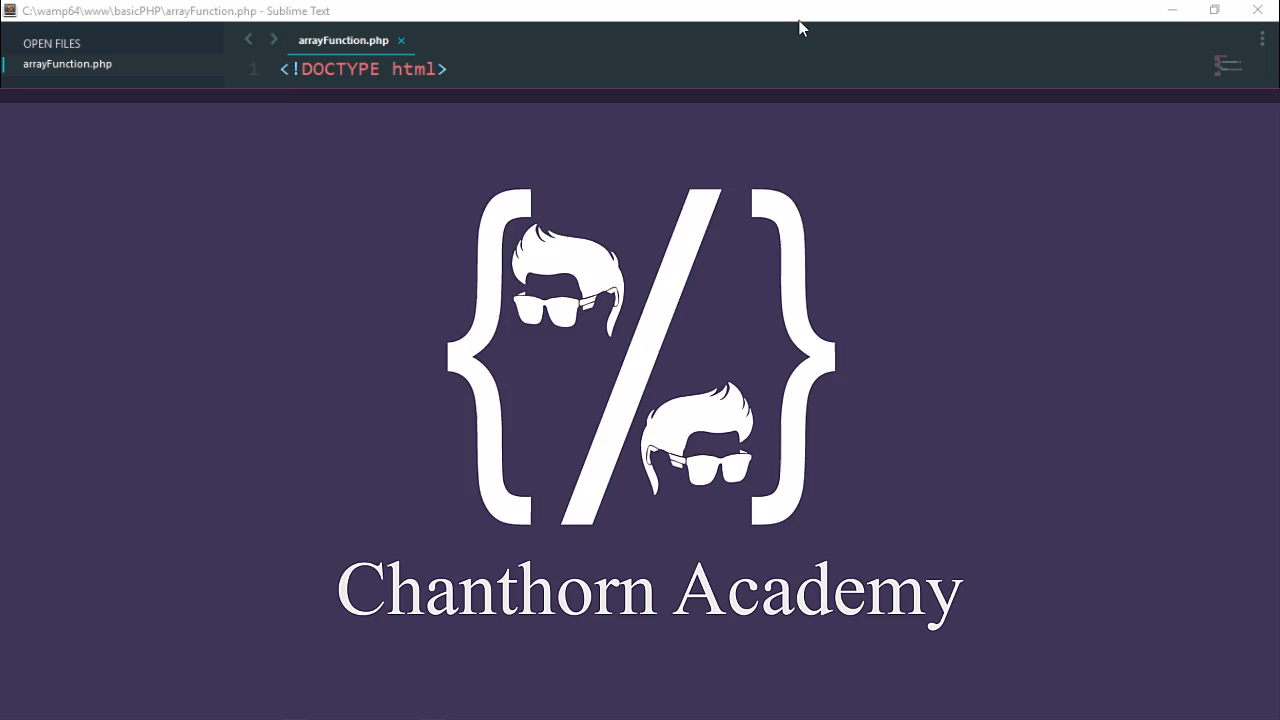 C:\wamp64\www\basicPHP\arrayFunction.php - Sublime Text
OPEN FILES
arrayFunction.php
arrayFunction.php ×
1 <!DOCTYPE html>
{/}
Chanthorn Academy